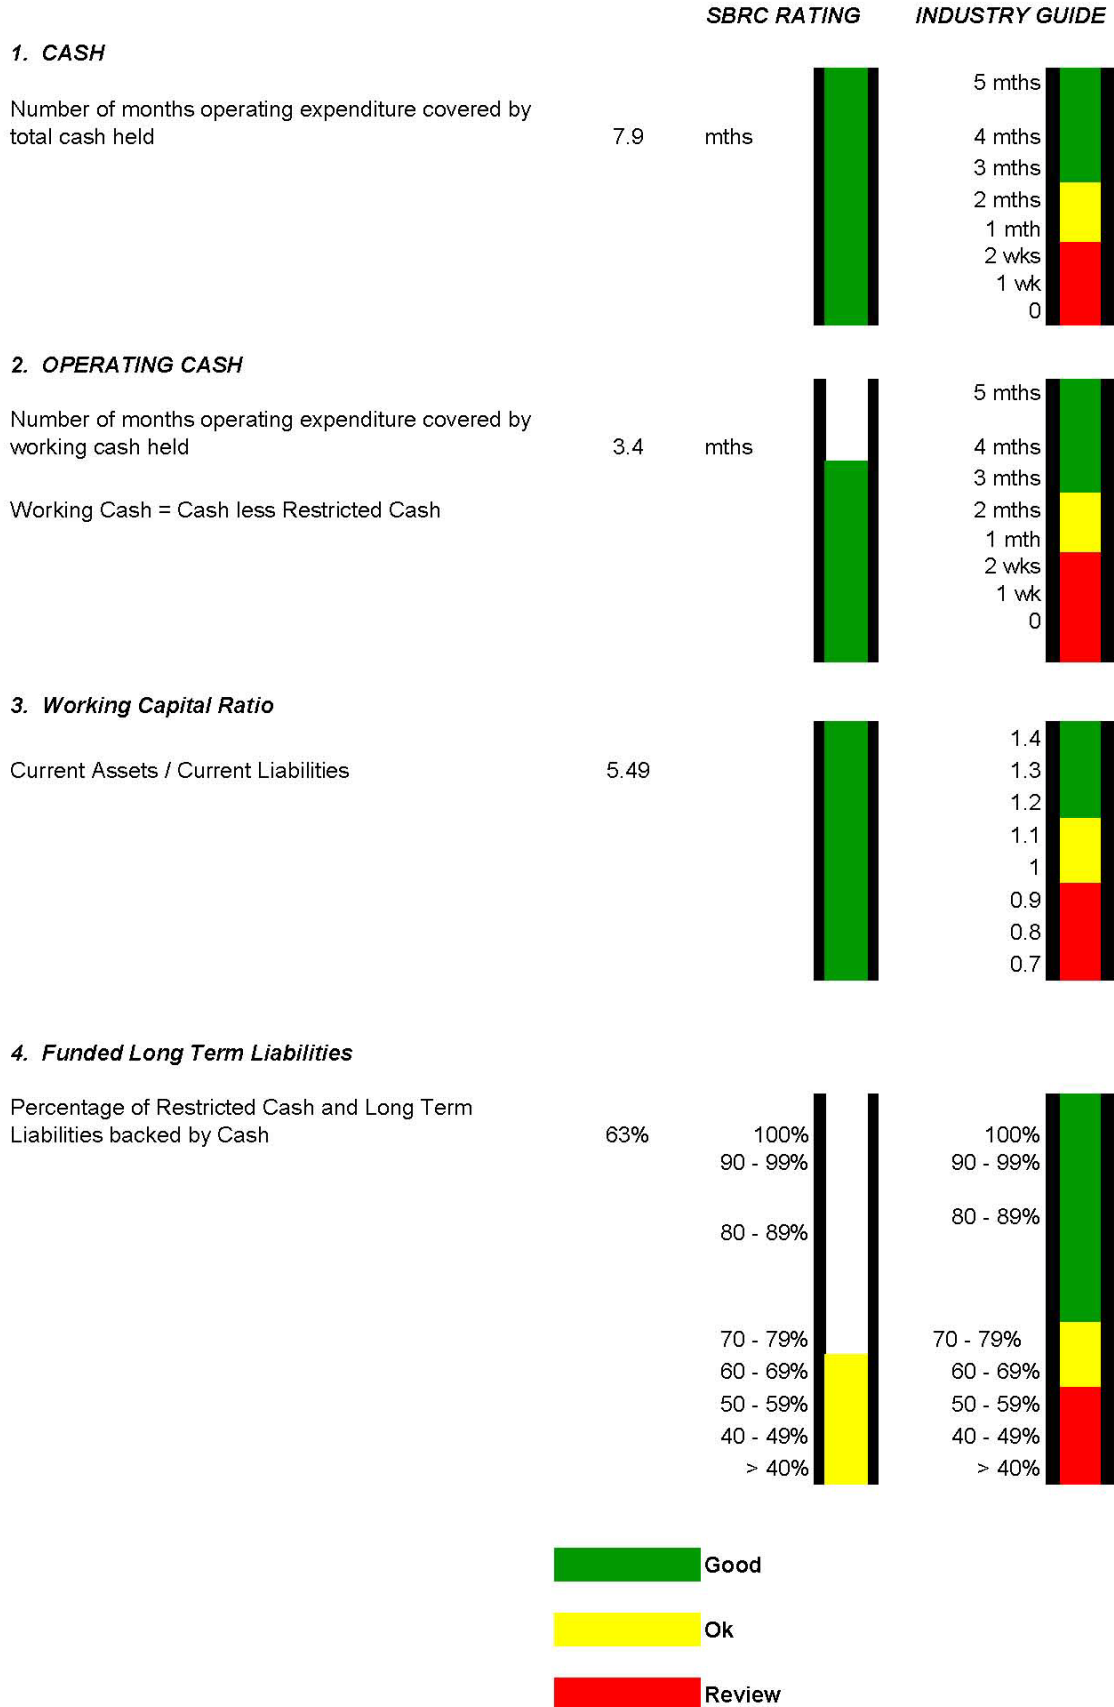 SBRC RATING INDUSTRY GUIDE
1. CASH
5 mths
Number of months operating expenditure covered by
total cash held 7.9 mths 4 mths
3 mths
2 mths
1 mth
2 wks
1 wk
0
2. OPERATING CASH
5 mths
Number of months operating expenditure covered by
working cash held 3.4 mths 4 mths
3 mths
Working Cash = Cash less Restricted Cash 2 mths
1 mth
2 wks
1 wk
0
3. Working Capital Ratio
1.4
Current Assets / Current Liabilities 5.49 1.3
1.2
1.1
1
0.9
0.8
0.7
4. Funded Long Term Liabilities
Percentage of Restricted Cash and Long Term
Liabilities backed by Cash 63% 100% 100%
90 - 99% 90 - 99%
80 - 89% 80 - 89%
70 - 79% 70 - 79%
60 - 69% 60 - 69%
50 - 59% 50 - 59%
40 - 49% 40 - 49%
> 40% > 40%
Good
Ok
Review